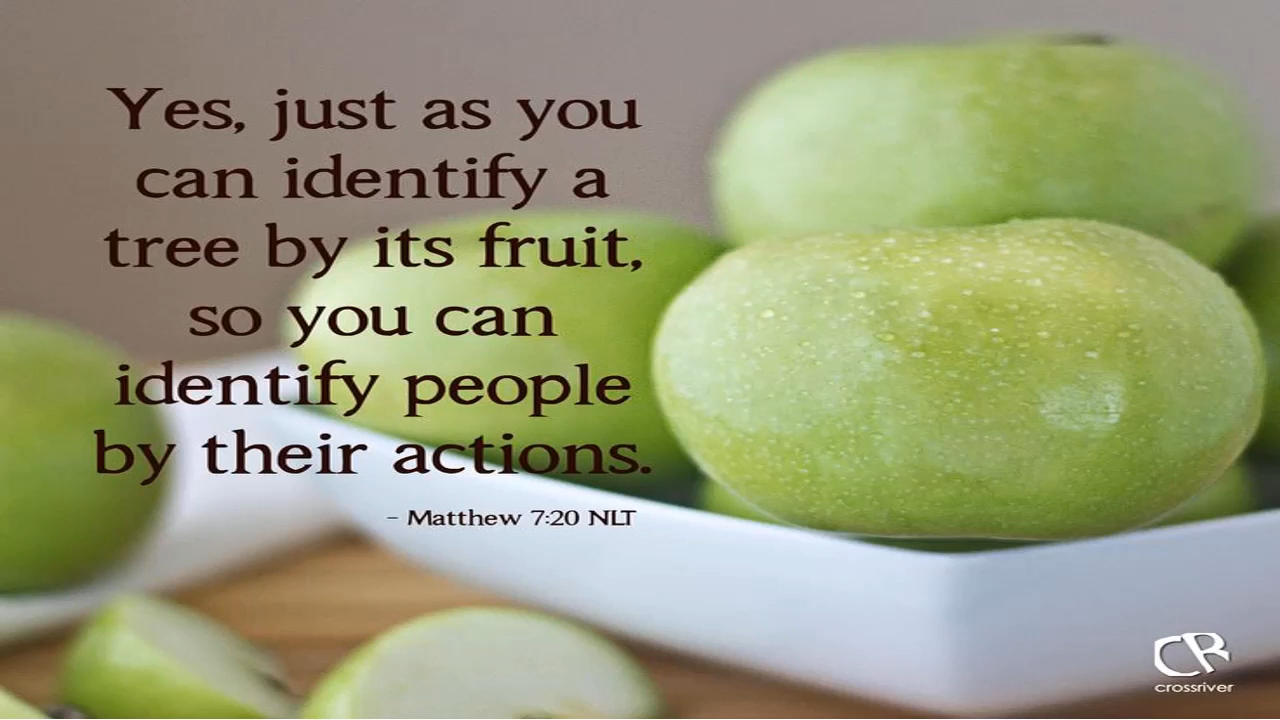 Yes, just as you
can identify a
tree by its fruit,
so you can
identify people
by their actions.
- Matthew 7:20 NLT
CR
crossriver